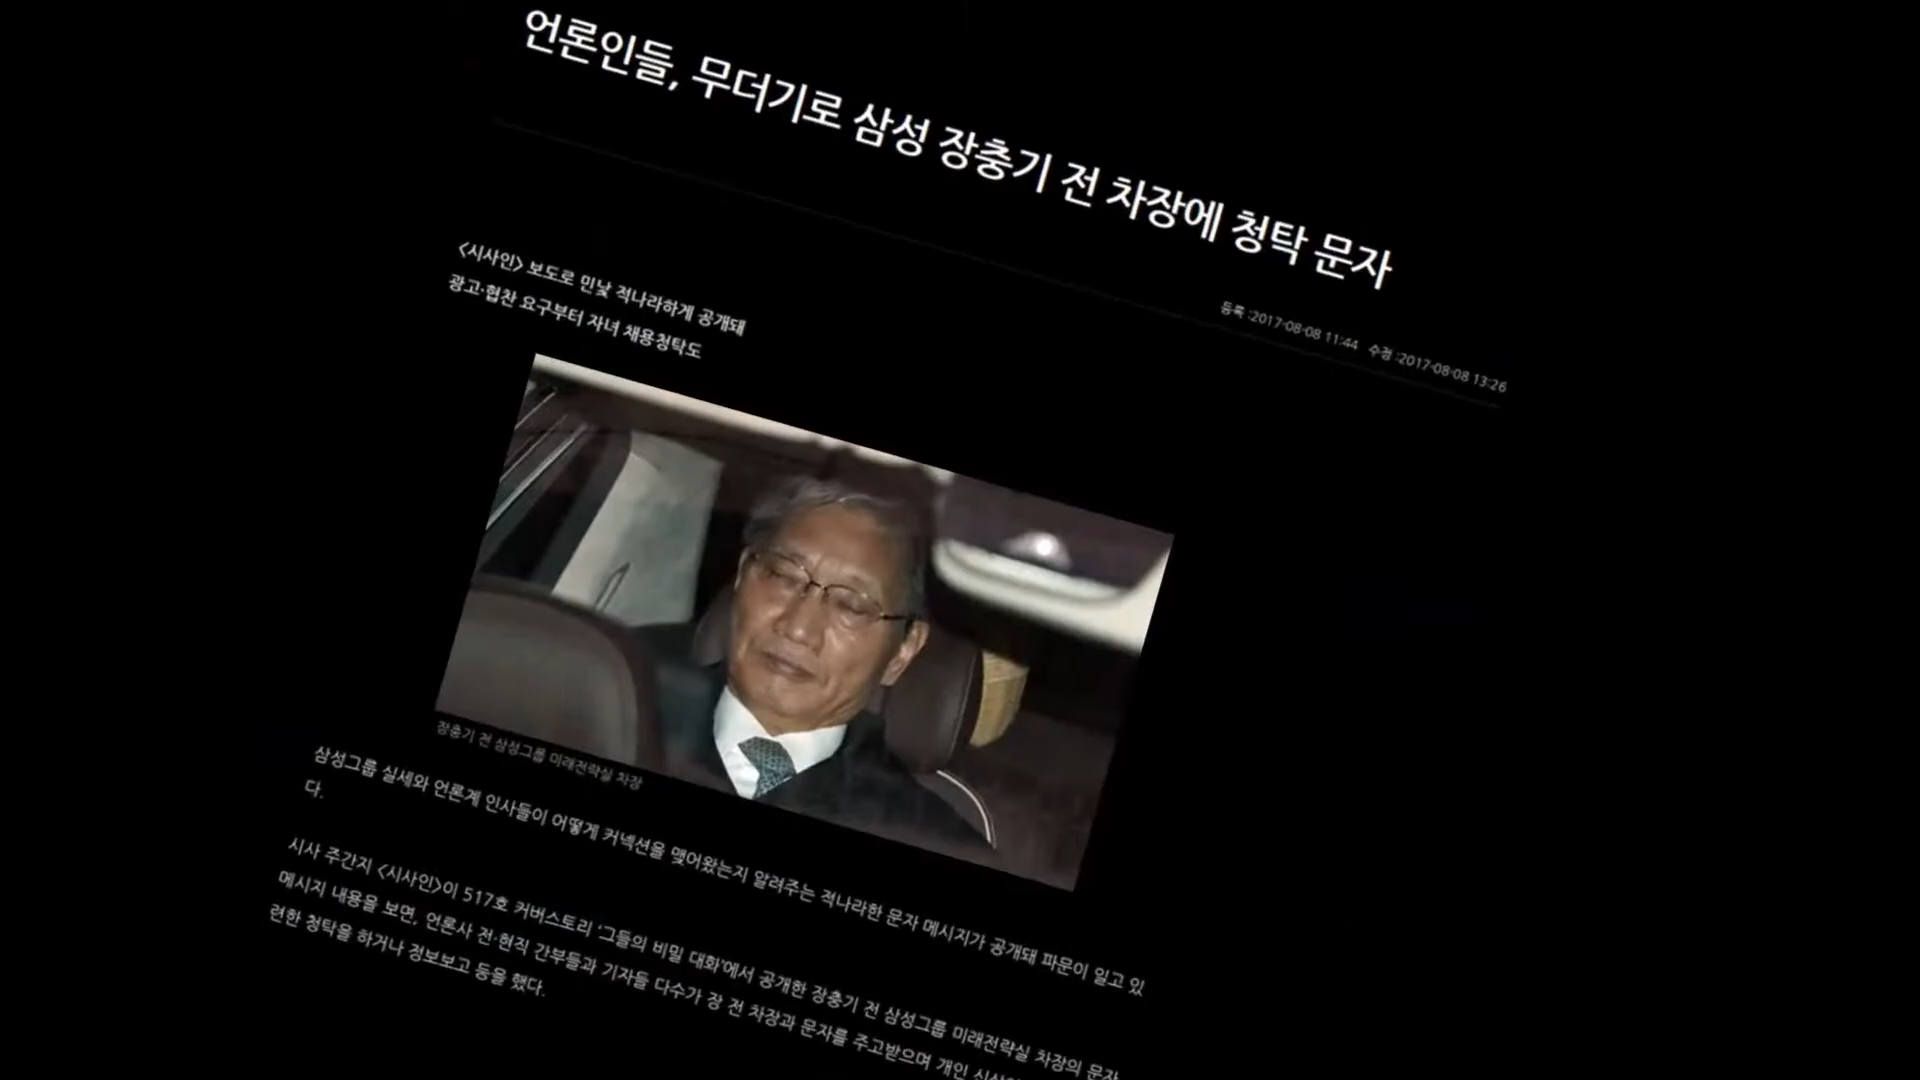 언론인들, 무더기로 삼성 장충기 전 차장에 청탁 문자
등록 :2017-08-08 11:44 수정 :2017-08-08 13:26
<시사인> 보도로 민낯 적나라하게 공개돼
광고·협찬 요구부터 자녀 채용청탁도
장충기 전 삼성그룹 미래전략실 차장
삼성그룹 실세와 언론계 인사들이 어떻게 커넥션을 맺어왔는지 알려주는 적나라한 문자 메시지가 공개돼 파문이 일고 있
다.
시사 주간지 <시사인>이 517호 커버스토리 '그들의 비밀 대화'에서 공개한 장충기 전 삼성그룹 미래전략실 차장의 문자
메시지 내용을 보면, 언론사 전·현직 간부들과 기자들 다수가 장 전 차장과 문자를 주고받으며 개인
련한 청탁을 하거나 정보보고 등을 했다.